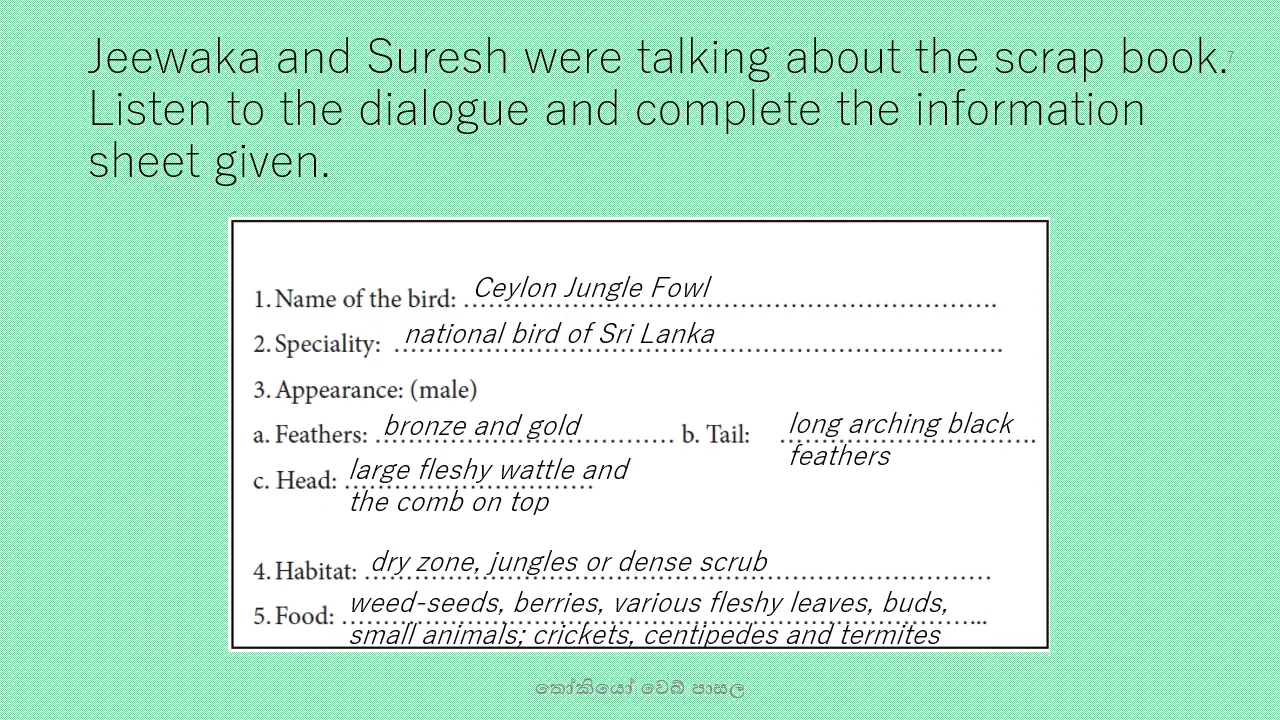 Jeewaka and Suresh were talking about the scrap book.
7
Listen to the dialogue and complete the information
sheet given.
1. Name of the bird: Ceylon Jungle Fowl
2. Speciality: national bird of Sri Lanka
3. Appearance: (male)
a. Feathers: bronze and gold b. Tail: long arching black
feathers
c. Head: large fleshy wattle and
the comb on top
4. Habitat: dry zone, jungles or dense scrub
5. Food: weed-seeds, berries, various fleshy leaves, buds,
small animals; crickets, centipedes and termites
තෝකියෝ වෙබ් පාසල